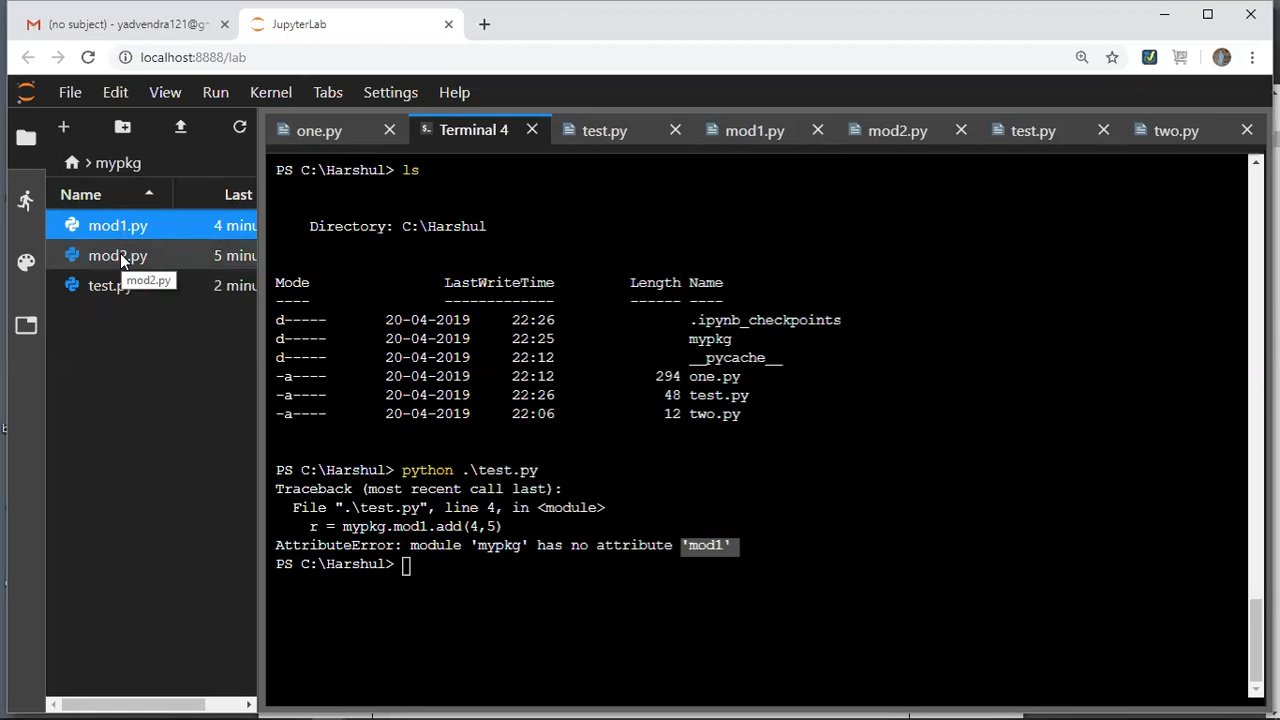 (no subject) - yadvendra121@g
JupyterLab
localhost:8888/lab
File Edit View Run Kernel Tabs Settings Help
one.py
Terminal 4
test.py
mod1.py
mod2.py
test.py
two.py
mypkg
Name
Last
mod1.py 4 minu
mod2.py 5 minu
mod2.py
test.py 2 minu
PS C:\Harshul> ls
Directory: C:\Harshul
Mode LastWriteTime Length Name
---- ------------- ------ ----
d----- 20-04-2019 22:26 .ipynb_checkpoints
d----- 20-04-2019 22:25 mypkg
d----- 20-04-2019 22:12 __pycache__
-a---- 20-04-2019 22:12 294 one.py
-a---- 20-04-2019 22:26 48 test.py
-a---- 20-04-2019 22:06 12 two.py
PS C:\Harshul> python .\test.py
Traceback (most recent call last):
File ".\test.py", line 4, in <module>
r = mypkg.mod1.add(4,5)
AttributeError: module 'mypkg' has no attribute 'mod1'
PS C:\Harshul>